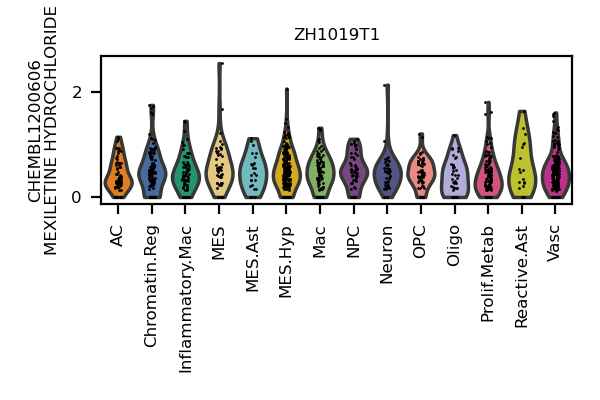 ZH1019T1
CHEMBL1200606
MEXILETINE HYDROCHLORIDE
2
0
AC
Chromatin.Reg
Inflammatory.Mac
MES
MES.Ast
MES.Hyp
Mac
NPC
Neuron
OPC
Oligo
Prolif.Metab
Reactive.Ast
Vasc